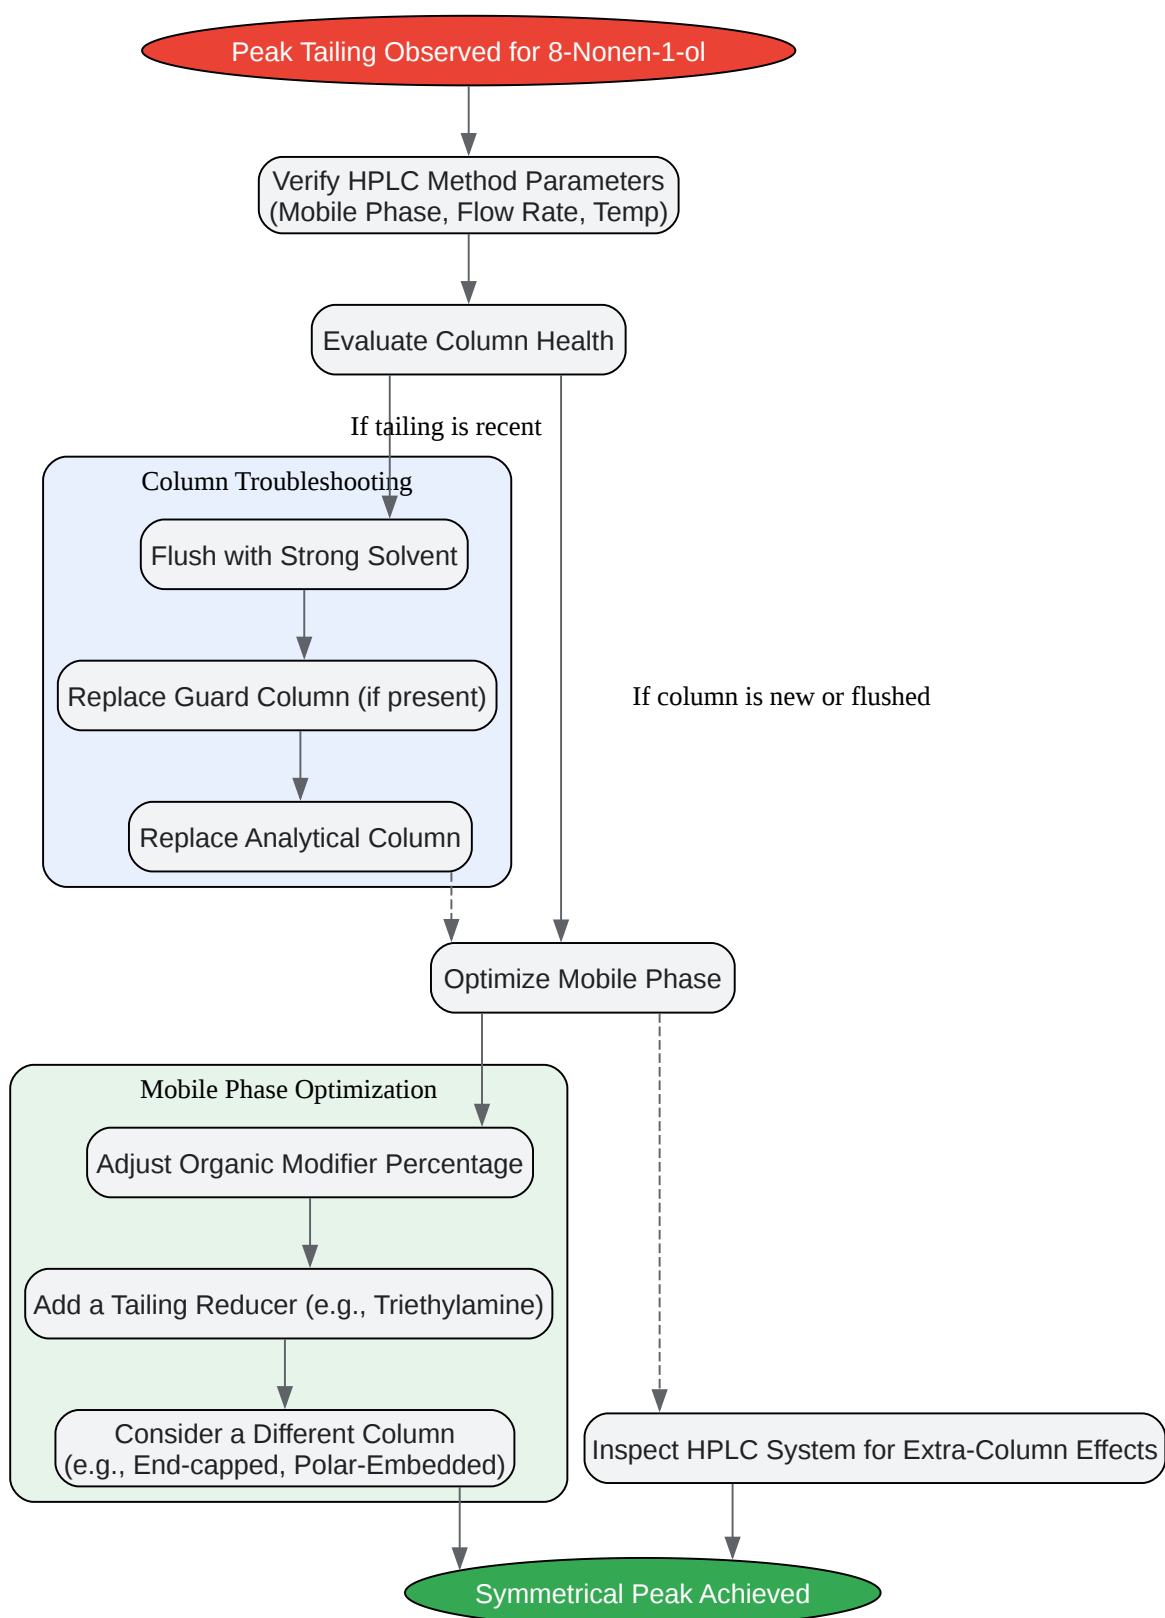 Peak Tailing Observed for 8-Nonen-1-ol
Verify HPLC Method Parameters
(Mobile Phase, Flow Rate, Temp)
Evaluate Column Health
If tailing is recent
Column Troubleshooting
Flush with Strong Solvent
Replace Guard Column (if present)
If column is new or flushed
Replace Analytical Column
Optimize Mobile Phase
Mobile Phase Optimization
Adjust Organic Modifier Percentage
Add a Tailing Reducer (e.g., Triethylamine)
Consider a Different Column
(e.g., End-capped, Polar-Embedded)
Inspect HPLC System for Extra-Column Effects
Symmetrical Peak Achieved